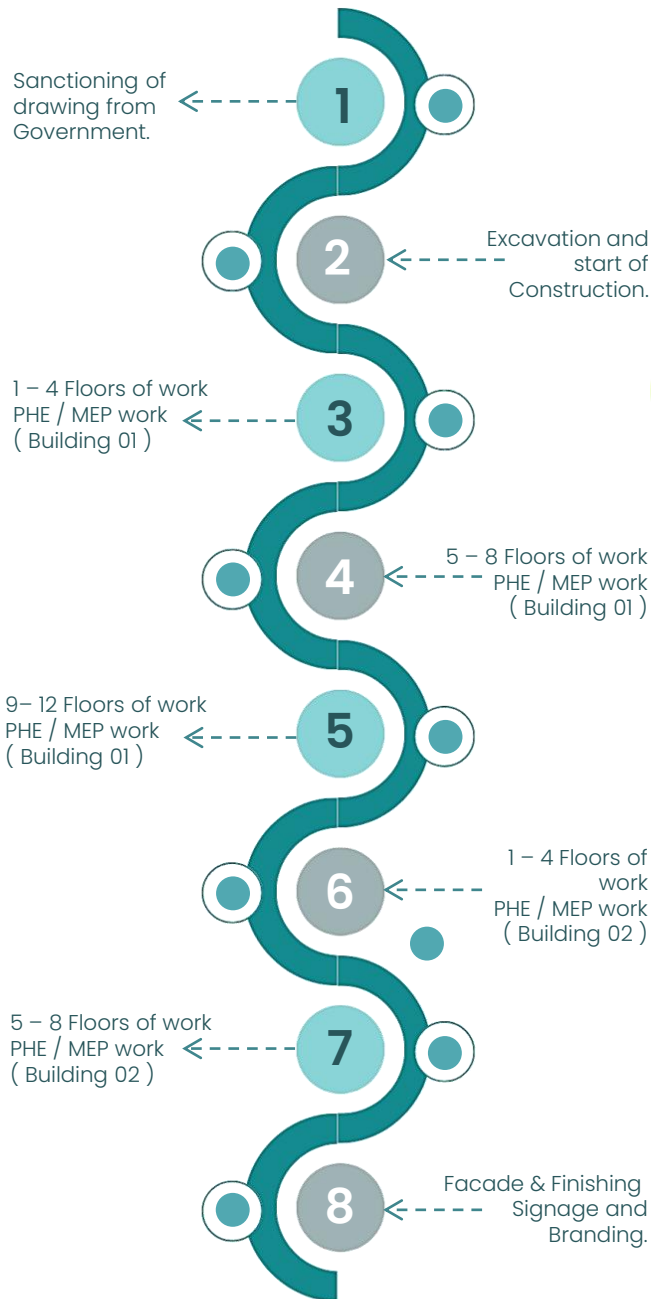 1
Sanctioning of
drawing from
Government.
2
Excavation and
start of
Construction.
3
1 – 4 Floors of work
PHE / MEP work
( Building 01 )
4
5 – 8 Floors of work
PHE / MEP work
( Building 01 )
5
9– 12 Floors of work
PHE / MEP work
( Building 01 )
6
1 – 4 Floors of
work
PHE / MEP work
( Building 02 )
7
5 – 8 Floors of work
PHE / MEP work
( Building 02 )
8
Facade & Finishing
Signage and
Branding.